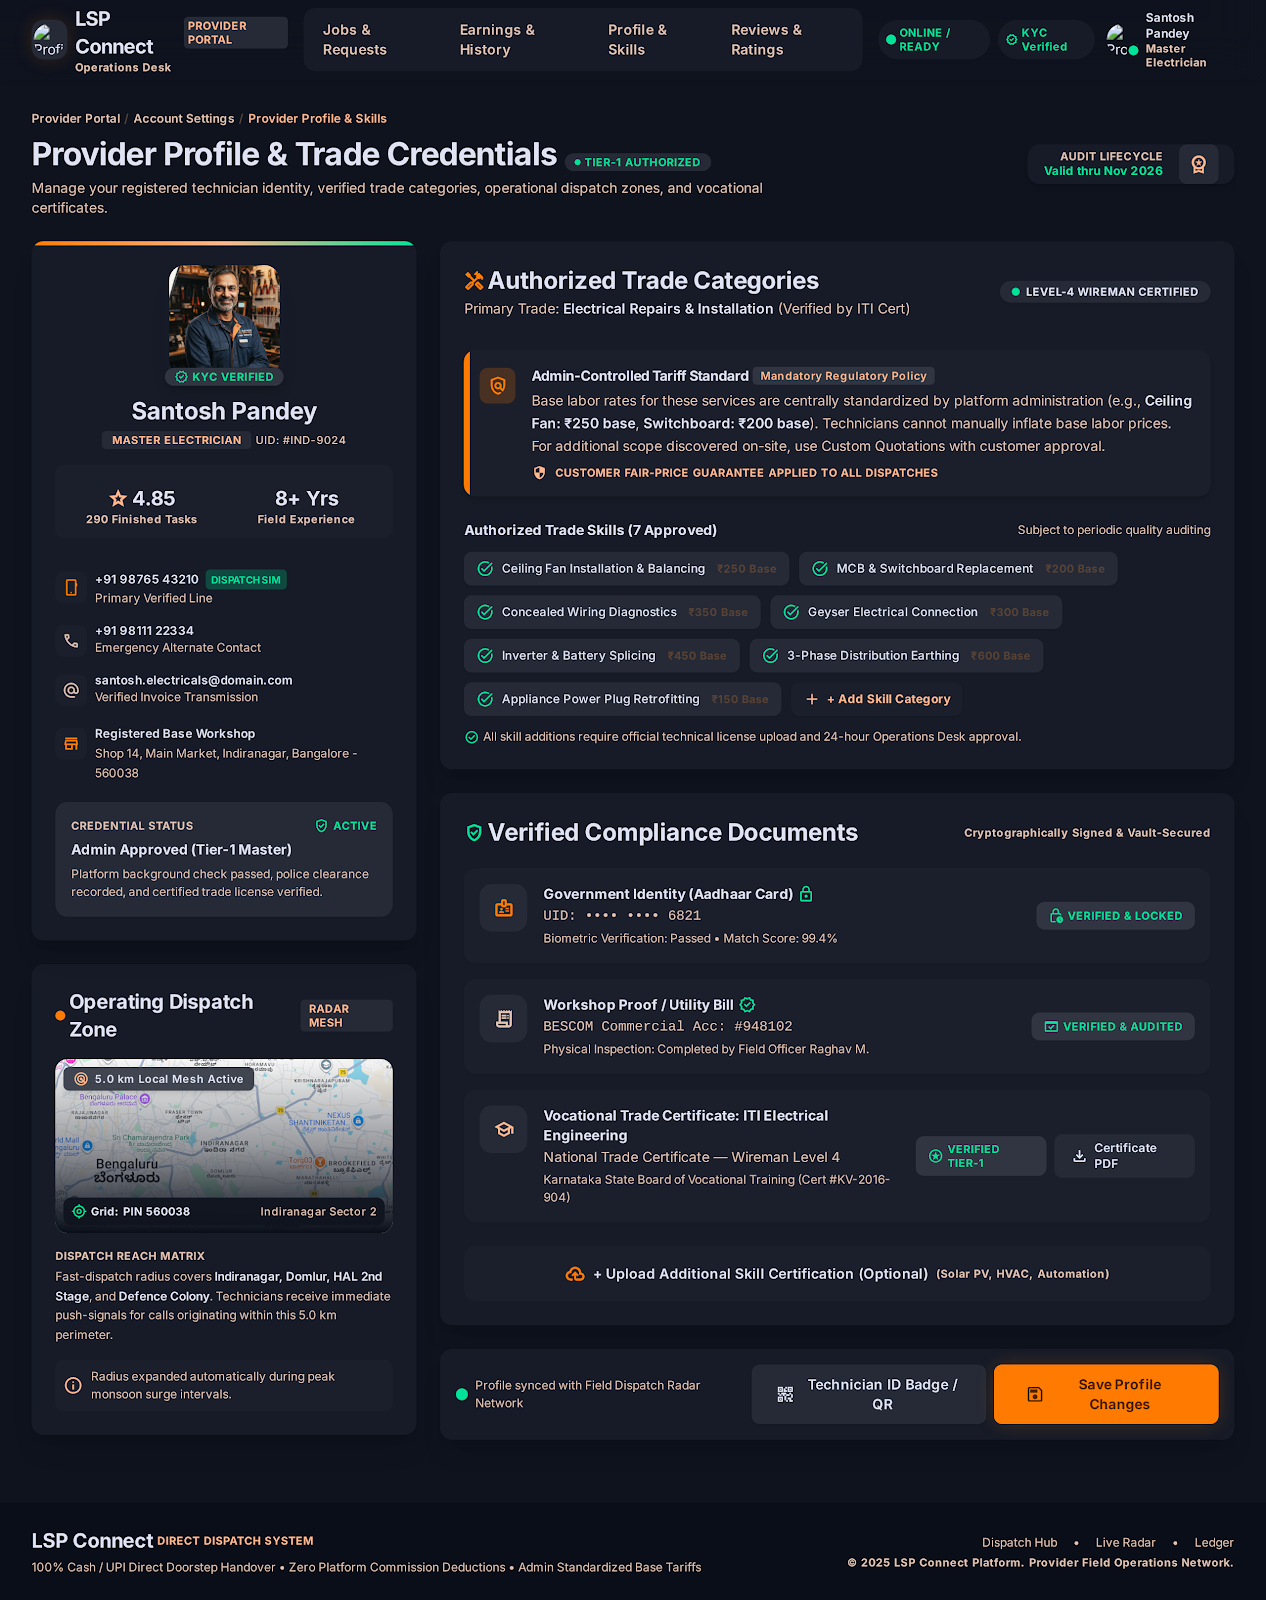 LSP
Connect
Operations Desk
PROVIDER
PORTAL
Jobs &
Requests
Earnings &
History
Profile &
Skills
Reviews &
Ratings
ONLINE /
READY
KYC
Verified
Santosh
Pandey
Master
Electrician
Provider Portal / Account Settings / Provider Profile & Skills
Provider Profile & Trade Credentials
TIER-1 AUTHORIZED
Manage your registered technician identity, verified trade categories, operational dispatch zones, and vocational
certificates.
AUDIT LIFECYCLE
Valid thru Nov 2026
KYC VERIFIED
Santosh Pandey
MASTER ELECTRICIAN UID: #IND-9024
4.85
290 Finished Tasks
8+ Yrs
Field Experience
+91 98765 43210 DISPATCH SIM
Primary Verified Line
+91 98111 22334
Emergency Alternate Contact
santosh.electricals@domain.com
Verified Invoice Transmission
Registered Base Workshop
Shop 14, Main Market, Indiranagar, Bangalore -
560038
CREDENTIAL STATUS
ACTIVE
Admin Approved (Tier-1 Master)
Platform background check passed, police clearance
recorded, and certified trade license verified.
Operating Dispatch
Zone
RADAR
MESH
5.0 km Local Mesh Active
KRISHNARAJAPURAM
Bengaluru Palace
RAJAJINAGAR
FRASER TOWN
NEXUS
SHANTINIKETAN
Sri Chamarajendra Park
INDIRANAGAR
Bengaluru
ಬೆಂಗಳೂರು
DOMLUR
BROOKEFIELD
MARATHAHALLI
Grid: PIN 560038
Indiranagar Sector 2
DISPATCH REACH MATRIX
Fast-dispatch radius covers Indiranagar, Domlur, HAL 2nd
Stage, and Defence Colony. Technicians receive immediate
push-signals for calls originating within this 5.0 km
perimeter.
Radius expanded automatically during peak
monsoon surge intervals.
Authorized Trade Categories
Primary Trade: Electrical Repairs & Installation (Verified by ITI Cert)
LEVEL-4 WIREMAN CERTIFIED
Admin-Controlled Tariff Standard Mandatory Regulatory Policy
Base labor rates for these services are centrally standardized by platform administration (e.g., Ceiling
Fan: ₹250 base, Switchboard: ₹200 base). Technicians cannot manually inflate base labor prices.
For additional scope discovered on-site, use Custom Quotations with customer approval.
CUSTOMER FAIR-PRICE GUARANTEE APPLIED TO ALL DISPATCHES
Authorized Trade Skills (7 Approved)
Subject to periodic quality auditing
Ceiling Fan Installation & Balancing ₹250 Base
MCB & Switchboard Replacement ₹200 Base
Concealed Wiring Diagnostics ₹350 Base
Geyser Electrical Connection ₹300 Base
Inverter & Battery Splicing ₹450 Base
3-Phase Distribution Earthing ₹600 Base
Appliance Power Plug Retrofitting ₹150 Base
+ Add Skill Category
All skill additions require official technical license upload and 24-hour Operations Desk approval.
Verified Compliance Documents
Cryptographically Signed & Vault-Secured
Government Identity (Aadhaar Card)
UID: •••• •••• 6821
Biometric Verification: Passed • Match Score: 99.4%
VERIFIED & LOCKED
Workshop Proof / Utility Bill
BESCOM Commercial Acc: #948102
Physical Inspection: Completed by Field Officer Raghav M.
VERIFIED & AUDITED
Vocational Trade Certificate: ITI Electrical
Engineering
National Trade Certificate — Wireman Level 4
Karnataka State Board of Vocational Training (Cert #KV-2016-
904)
VERIFIED
TIER-1
Certificate
PDF
+ Upload Additional Skill Certification (Optional) (Solar PV, HVAC, Automation)
Profile synced with Field Dispatch Radar
Network
Technician ID Badge /
QR
Save Profile
Changes
LSP Connect DIRECT DISPATCH SYSTEM
100% Cash / UPI Direct Doorstep Handover • Zero Platform Commission Deductions • Admin Standardized Base Tariffs
Dispatch Hub • Live Radar • Ledger
© 2025 LSP Connect Platform. Provider Field Operations Network.